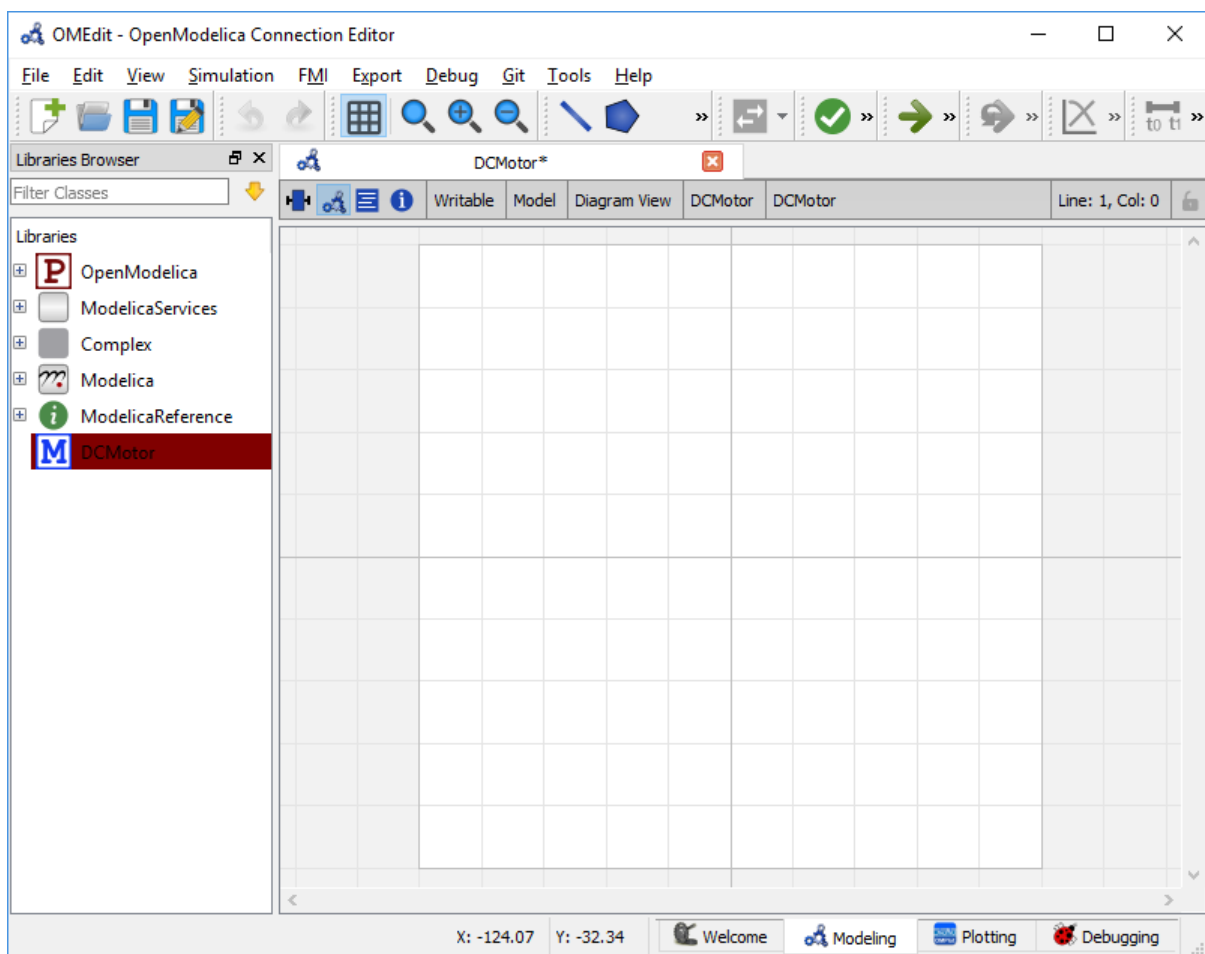 OMEdit - OpenModelica Connection Editor
File Edit View Simulation FMI Export Debug Git Tools Help
» » » » » t0 t1 »
Libraries Browser
DCMotor*
Filter Classes
Writable Model Diagram View DCMotor DCMotor Line: 1, Col: 0
Libraries
P OpenModelica
ModelicaServices
Complex
Modelica
i ModelicaReference
M DCMotor
X: -124.07 Y: -32.34 Welcome Modeling Plotting Debugging